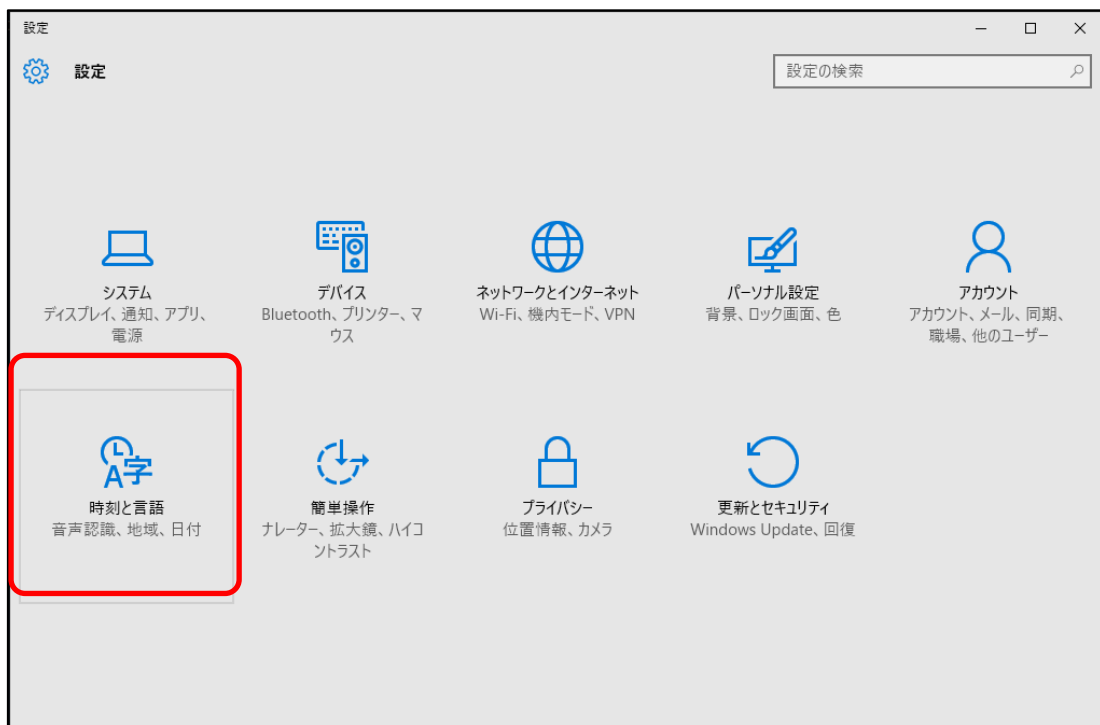 設定
設定
設定の検索
システム
ディスプレイ、通知、アプリ、
電源
デバイス
Bluetooth、プリンター、マ
ウス
ネットワークとインターネット
Wi-Fi、機内モード、VPN
パーソナル設定
背景、ロック画面、色
アカウント
アカウント、メール、同期、
職場、他のユーザー
A字
時刻と言語
音声認識、地域、日付
簡単操作
ナレーター、拡大鏡、ハイコ
ントラスト
プライバシー
位置情報、カメラ
更新とセキュリティ
Windows Update、回復